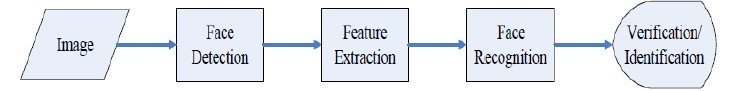 Image
Face
Detection
Feature
Extraction
Face
Recognition
Verification/
Identification